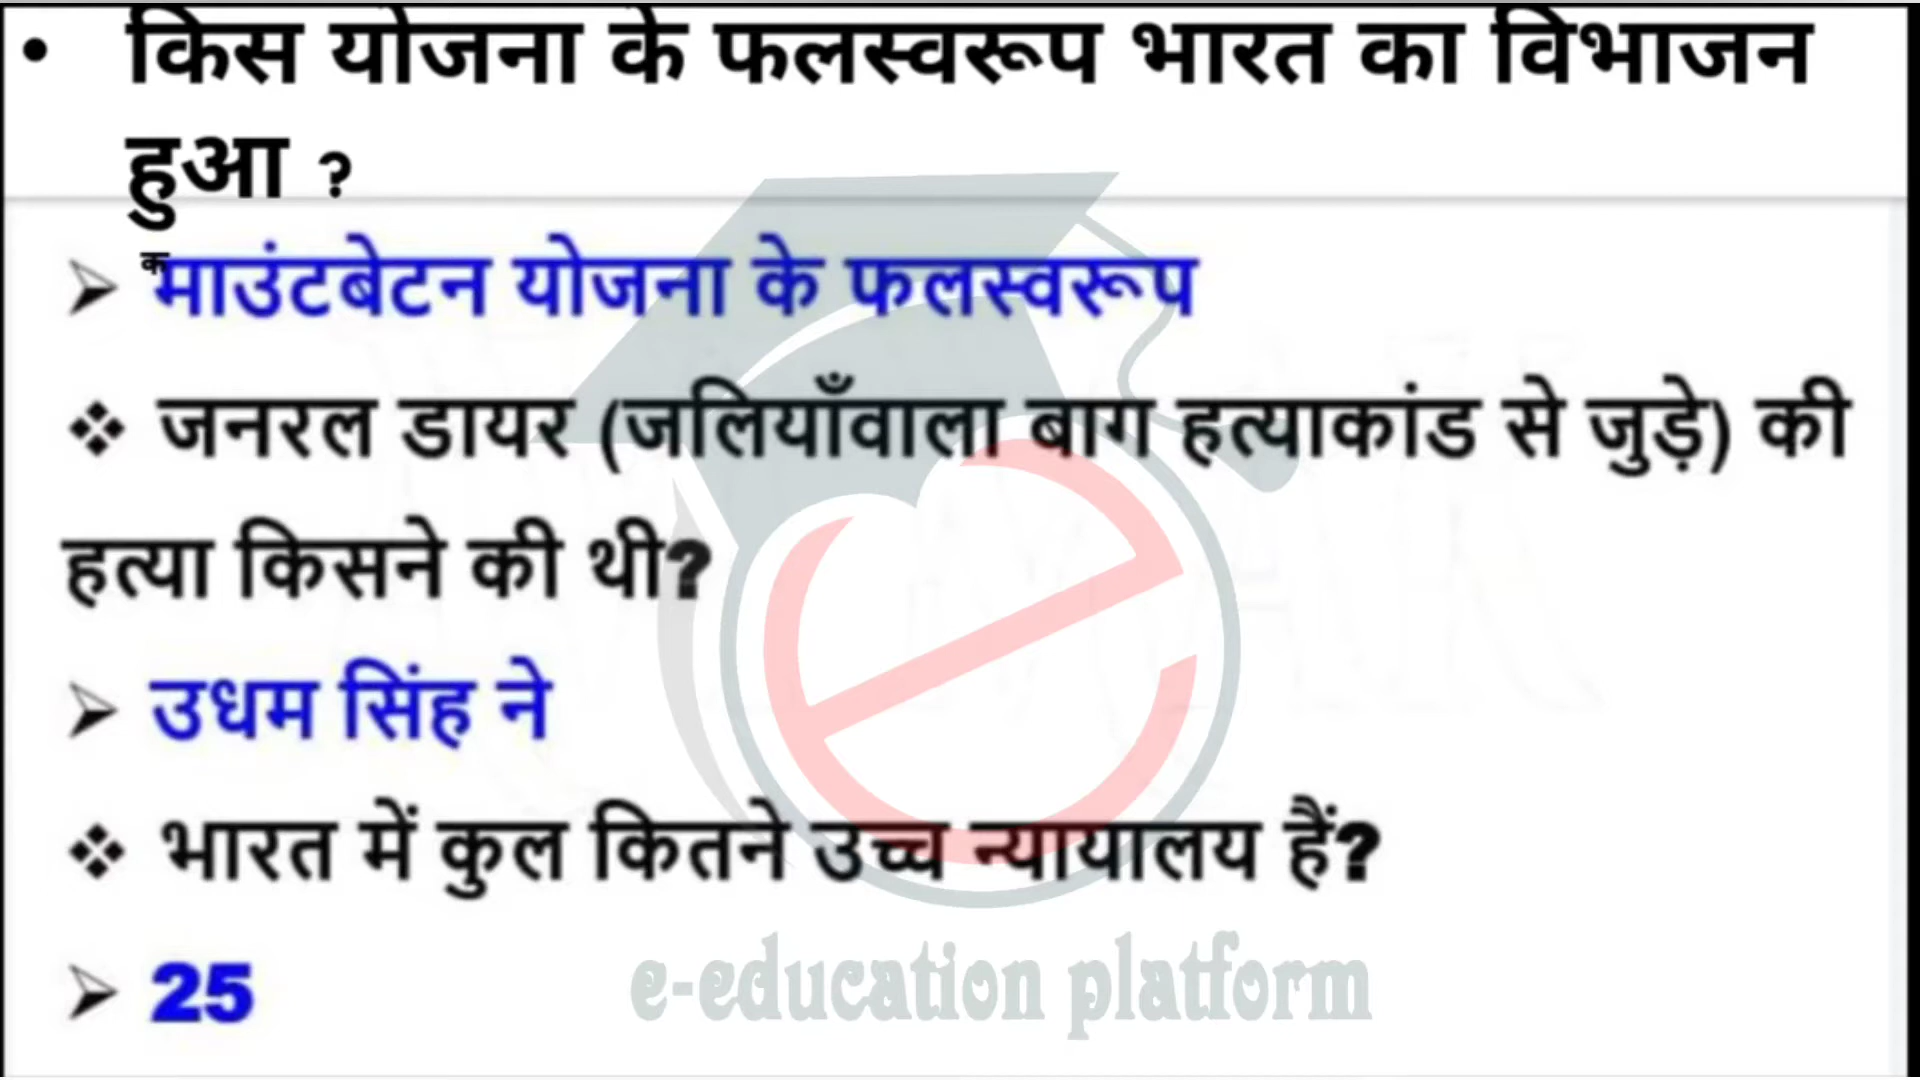 • किस योजना के फलस्वरूप भारत का विभाजन
हुआ ?
क
➢ माउंटबेटन योजना के फलस्वरूप
❖ जनरल डायर (जलियाँवाला बाग हत्याकांड से जुड़े) की
हत्या किसने की थी?
➢ उधम सिंह ने
❖ भारत में कुल कितने उच्च न्यायालय हैं?
➢ 25
e-education platform